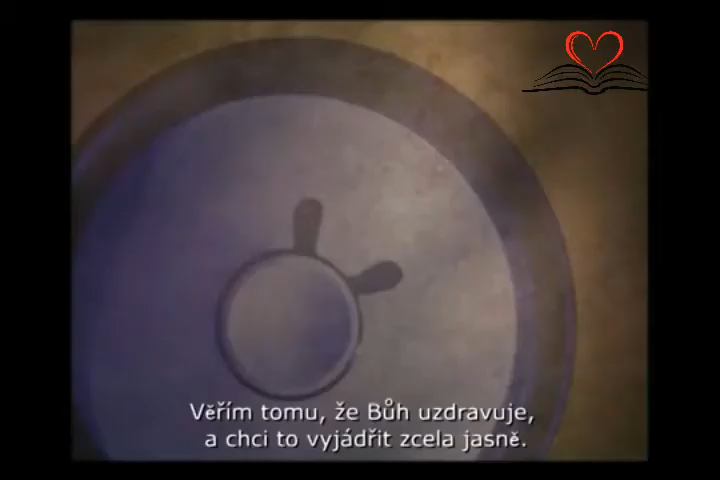 Věřím tomu, že Bůh uzdravuje,
a chci to vyjádřit zcela jasně.